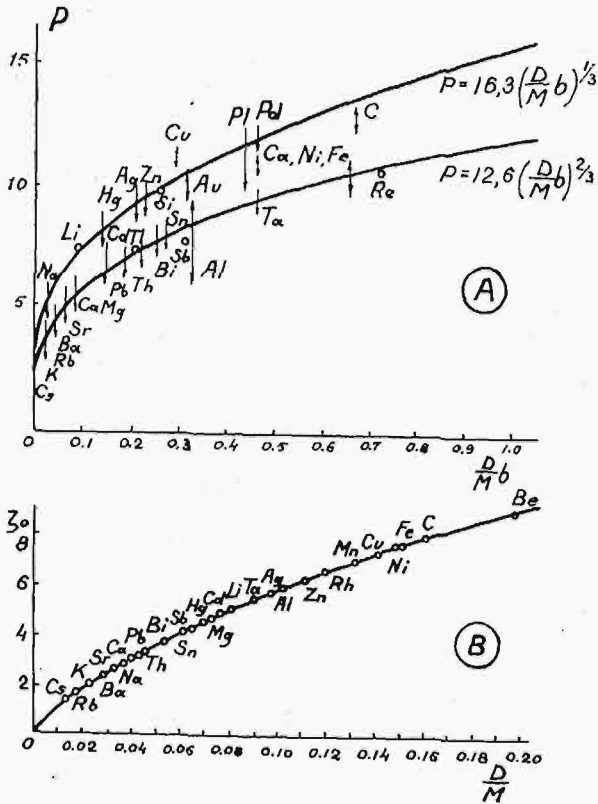 P
15
P=16,3(D/M b)^1/3
Cu
Pl
Pd
C
Ag Zn
Ca, Ni, Fe
P=12,6(D/M b)^2/3
10
Hg
Si
Au
Re
Li
Cd Tl
Sn
Ta
Sb
Na
Pb
Th
Bi
Al
5
Ca Mg
Sr
Ba
A
Rb
K
Cs
0 0.1 0.2 0.3 0.4 0.5 0.6 0.7 0.8 0.9 1.0
D/M b
8
Be
Fe C
Mn Cu
Ni
6
Li Ta Ag
Rh
Hg Cd
Al Zn
4
Bi Sb
Mg
Pb
Sn
Ca
Th
B
Sr
Na
2
K
Ba
Cs
Rb
0 0.02 0.04 0.06 0.08 0.10 0.12 0.14 0.16 0.18 0.20
D/M